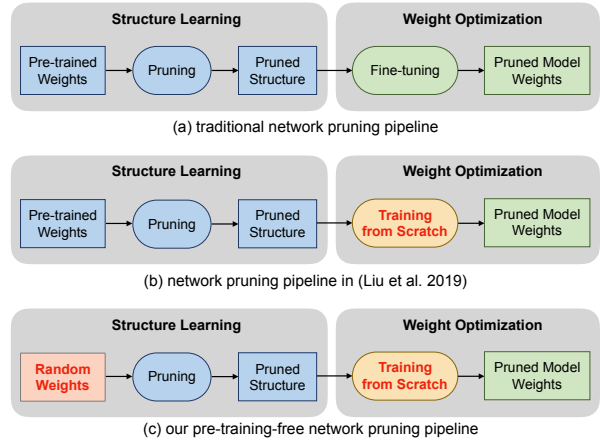 Structure Learning
Weight Optimization
Pre-trained
Weights
Pruning
Pruned
Structure
Fine-tuning
Pruned Model
Weights
(a) traditional network pruning pipeline
Structure Learning
Weight Optimization
Pre-trained
Weights
Pruning
Pruned
Structure
Training
from Scratch
Pruned Model
Weights
(b) network pruning pipeline in (Liu et al. 2019)
Structure Learning
Weight Optimization
Random
Weights
Pruning
Pruned
Structure
Training
from Scratch
Pruned Model
Weights
(c) our pre-training-free network pruning pipeline